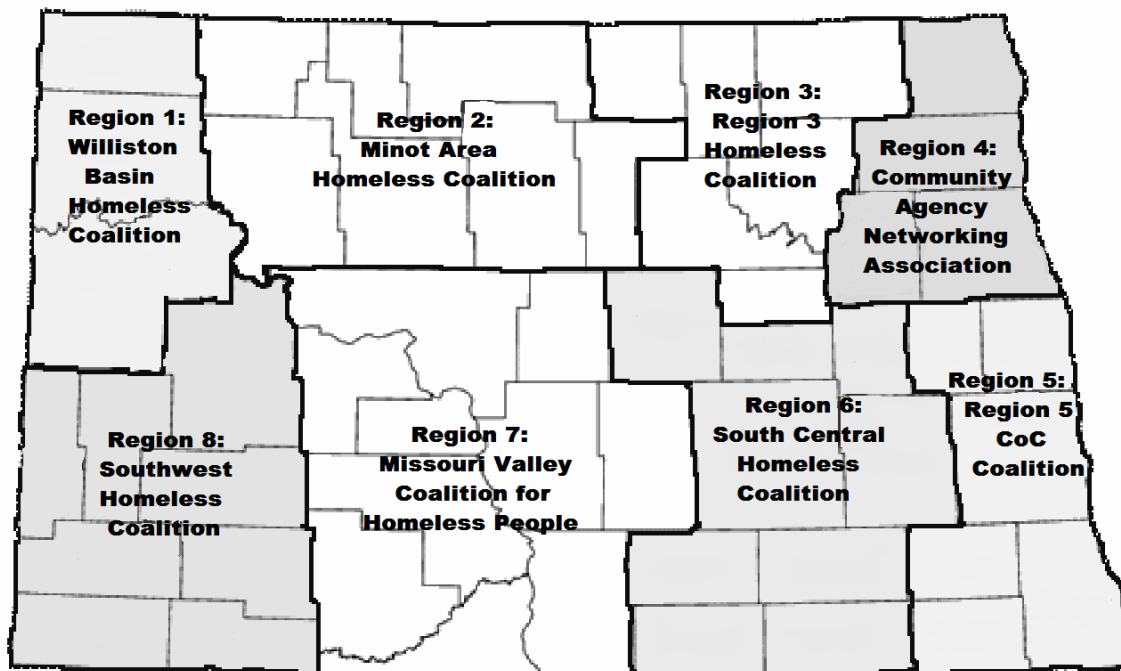 Region 1:
Williston
Basin
Homeless
Coalition
Region 2:
Minot Area
Homeless Coalition
Region 3:
Region 3
Homeless
Coalition
Region 4:
Community
Agency
Networking
Association
Region 5:
Region 5
CoC
Coalition
Region 6:
South Central
Homeless
Coalition
Region 7:
Missouri Valley
Coalition for
Homeless People
Region 8:
Southwest
Homeless
Coalition